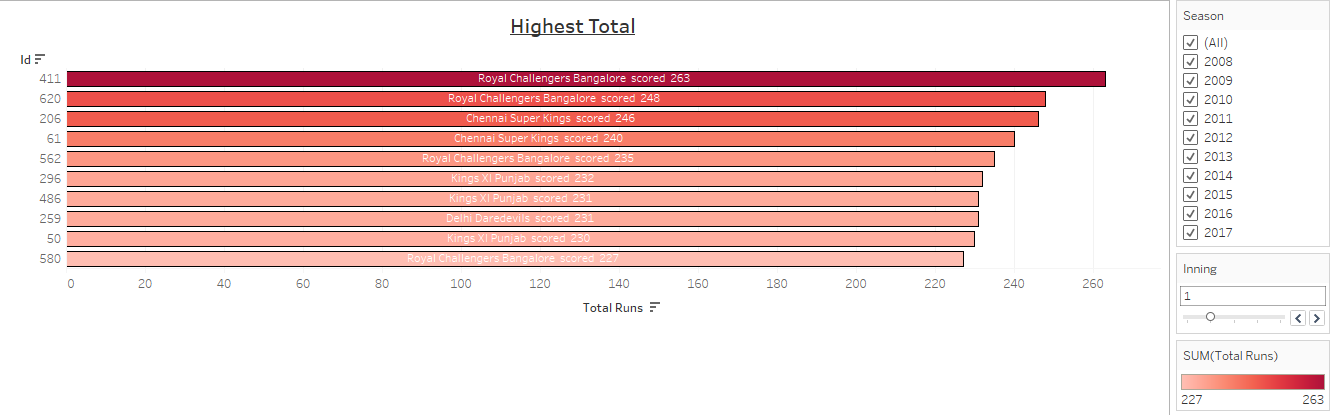 Highest Total
Id
411 Royal Challengers Bangalore scored 263
620 Royal Challengers Bangalore scored 248
206 Chennai Super Kings scored 246
61 Chennai Super Kings scored 240
562 Royal Challengers Bangalore scored 235
296 Kings XI Punjab scored 232
486 Kings XI Punjab scored 231
259 Delhi Daredevils scored 231
50 Kings XI Punjab scored 230
580 Royal Challengers Bangalore scored 227
0 20 40 60 80 100 120 140 160 180 200 220 240 260
Total Runs
Season
(All)
2008
2009
2010
2011
2012
2013
2014
2015
2016
2017
Inning
1
SUM(Total Runs)
227 263